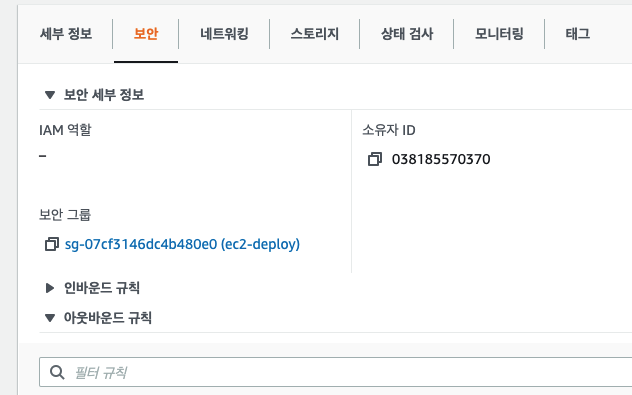 세부 정보 보안 네트워킹 스토리지 상태 검사 모니터링 태그
보안 세부 정보
IAM 역할
–
소유자 ID
038185570370
보안 그룹
sg-07cf3146dc4b480e0 (ec2-deploy)
인바운드 규칙
아웃바운드 규칙
필터 규칙